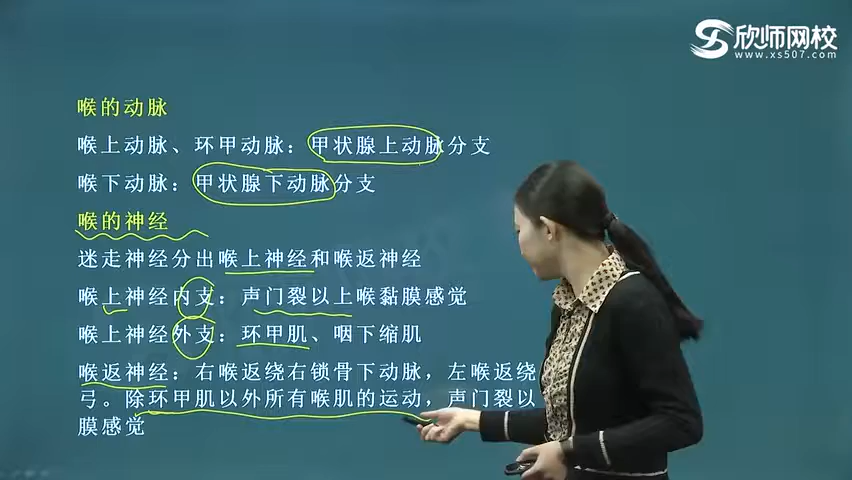 欣师网校
www.xs507.com
喉的动脉
喉上动脉、环甲动脉：甲状腺上动脉分支
喉下动脉：甲状腺下动脉分支
喉的神经
迷走神经分出喉上神经和喉返神经
喉上神经内支：声门裂以上喉黏膜感觉
喉上神经外支：环甲肌、咽下缩肌
喉返神经：右喉返绕右锁骨下动脉，左喉返绕
弓。除环甲肌以外所有喉肌的运动，声门裂以
膜感觉